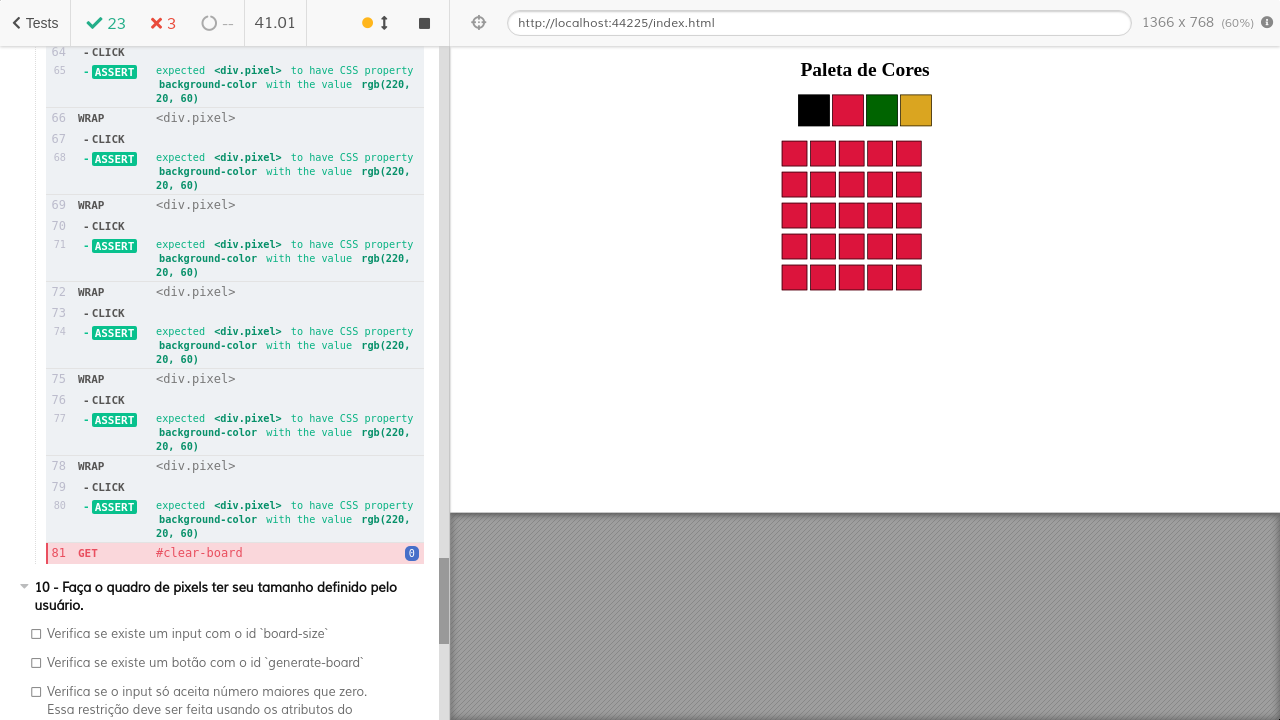 Tests 23 3 -- 41.01 http://localhost:44225/index.html 1366 x 768 (60%)
64 - CLICK
65 - ASSERT expected <div.pixel> to have CSS property
background-color with the value rgb(220,
20, 60)
66 WRAP <div.pixel>
67 - CLICK
68 - ASSERT expected <div.pixel> to have CSS property
background-color with the value rgb(220,
20, 60)
69 WRAP <div.pixel>
70 - CLICK
71 - ASSERT expected <div.pixel> to have CSS property
background-color with the value rgb(220,
20, 60)
72 WRAP <div.pixel>
73 - CLICK
74 - ASSERT expected <div.pixel> to have CSS property
background-color with the value rgb(220,
20, 60)
75 WRAP <div.pixel>
76 - CLICK
77 - ASSERT expected <div.pixel> to have CSS property
background-color with the value rgb(220,
20, 60)
78 WRAP <div.pixel>
79 - CLICK
80 - ASSERT expected <div.pixel> to have CSS property
background-color with the value rgb(220,
20, 60)
81 GET #clear-board 0
10 - Faça o quadro de pixels ter seu tamanho definido pelo
usuário.
Verifica se existe um input com o id `board-size`
Verifica se existe um botão com o id `generate-board`
Verifica se o input só aceita número maiores que zero.
Essa restrição deve ser feita usando os atributos do
Paleta de Cores